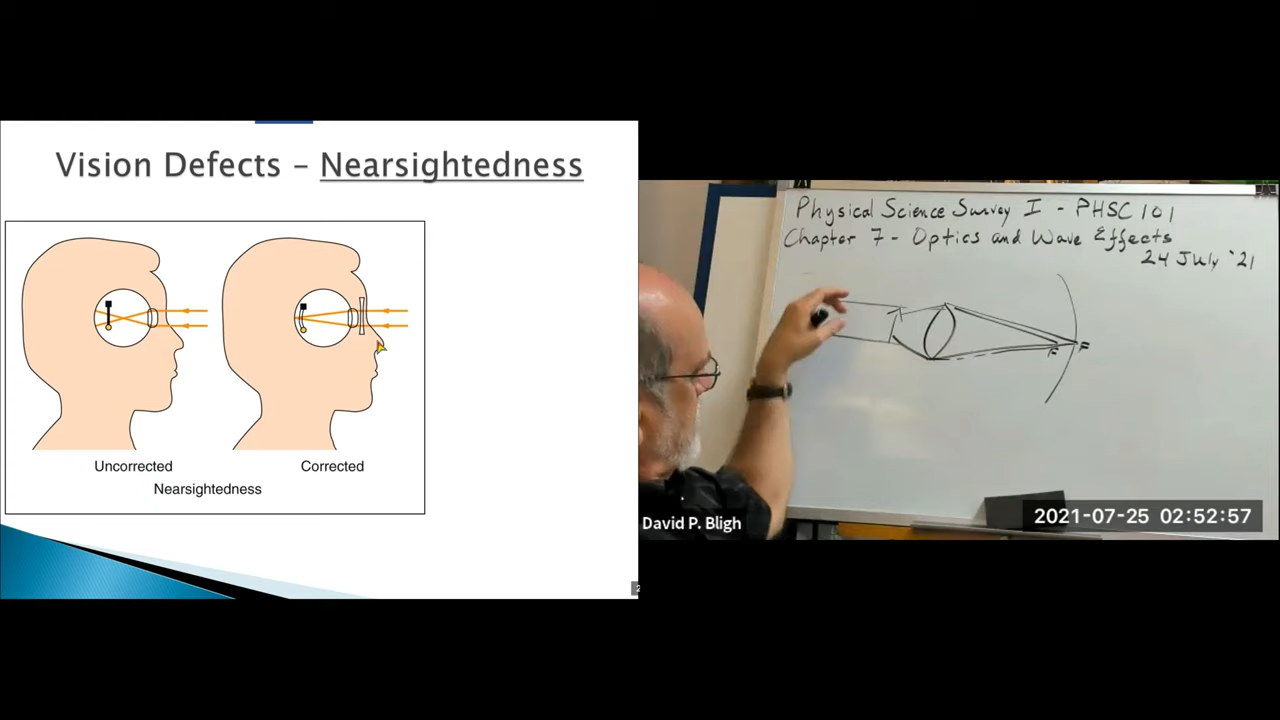 Vision Defects – Nearsightedness
Uncorrected
Corrected
Nearsightedness
2
Physical Science Survey I - PHSC 101
Chapter 7 - Optics and Wave Effects
24 July '21
F
F
David P. Bligh
2021-07-25 02:52:57